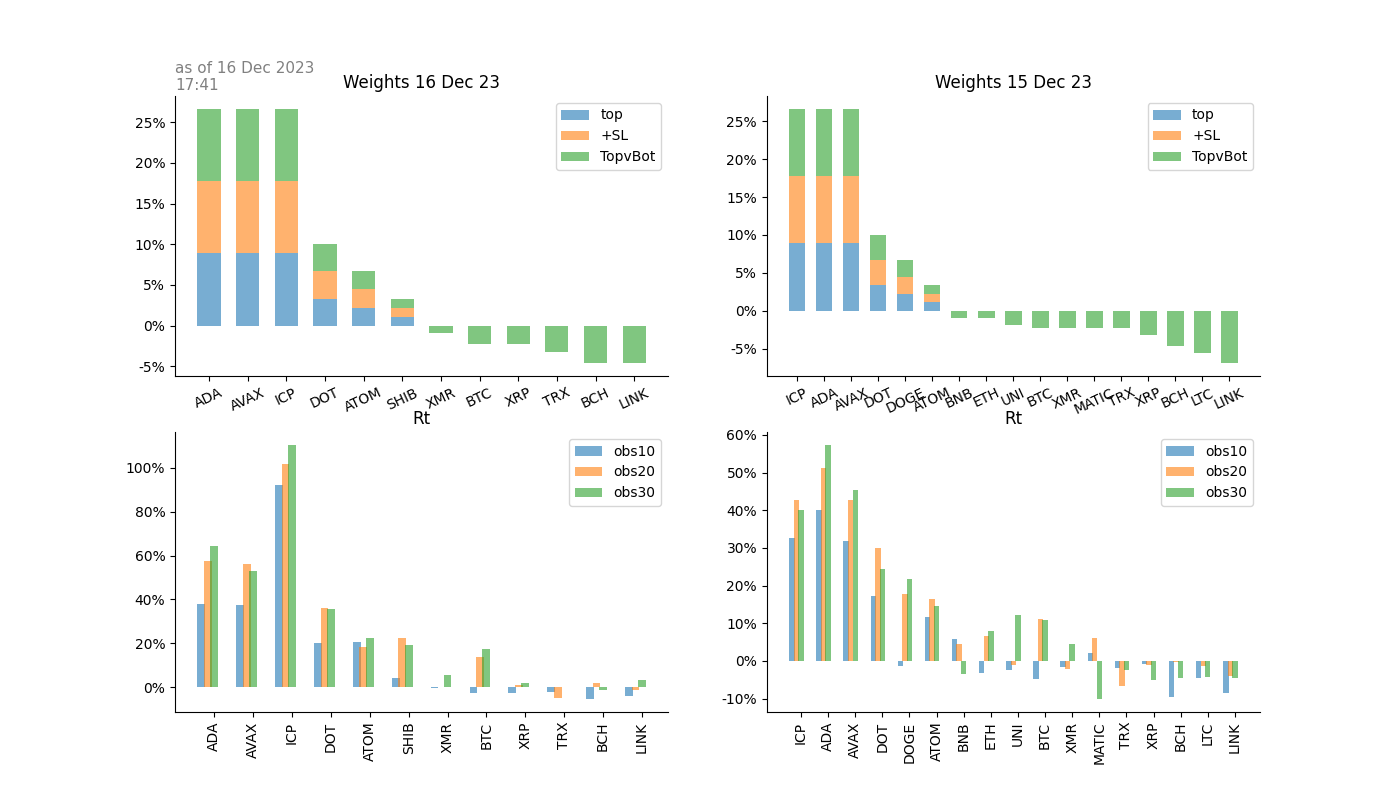 as of 16 Dec 2023
17:41
Weights 16 Dec 23
25%
20%
15%
10%
5%
0%
-5%
top
+SL
TopvBot
ADA AVAX ICP DOT ATOM SHIB XMR BTC XRP TRX BCH LINK
Weights 15 Dec 23
25%
20%
15%
10%
5%
0%
-5%
top
+SL
TopvBot
ICP ADA AVAX DOT DOGE ATOM BNB ETH UNI BTC XMR MATIC TRX XRP BCH LTC LINK
Rt
100%
80%
60%
40%
20%
0%
obs10
obs20
obs30
ADA AVAX ICP DOT ATOM SHIB XMR BTC XRP TRX BCH LINK
Rt
60%
50%
40%
30%
20%
10%
0%
-10%
obs10
obs20
obs30
ICP ADA AVAX DOT DOGE ATOM BNB ETH UNI BTC XMR MATIC TRX XRP BCH LTC LINK